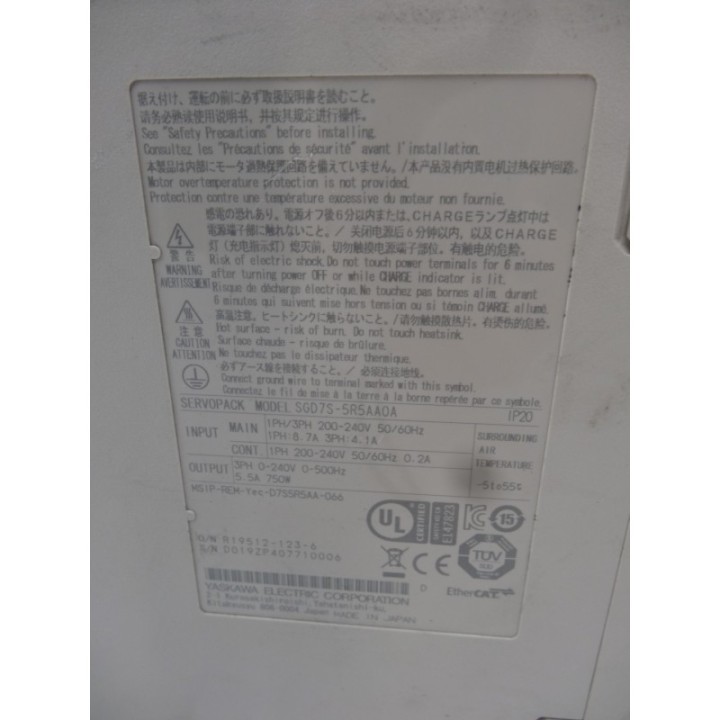 据え付け、運転の前に必ず取扱説明書を読むこと。
请务必熟读使用说明书、并按其规定进行操作。
See "Safety Precautions" before installing.
Consultez les "Précautions de sécurité" avant l'installation.
本製品は内部にモータ過熱保護回路を備えていません。/本产品没有内置电机过热保护回路.
Motor overtemperature protection is not provided.
Protection contre une température excessive du moteur non fournie.
感電の恐れあり。電源オフ後6分以内または、CHARGEランプ点灯中は
電源端子部に触れないこと。/ 关闭电源后6分钟以内、以及CHARGE
灯(充电指示灯)熄灭前，切勿触摸电源端子部位。有触电的危险。
警告
WARNING
AVERTISSEMENT
Risk of electric shock.Do not touch power terminals for 6 minutes
after turning power OFF or while CHARGE indicator is lit.
Risque de décharge électrique.Ne touchez pas bornes alim. durant
6 minutes qui suivent mise hors tension ou si témoin CHARGE allumé.
高温注意。ヒートシンクに触らないこと。/请勿触摸散热片。有烫伤的危险。
注意
CAUTION
ATTENTION
Hot surface - risk of burn. Do not touch heatsink.
Surface chaude - risque de brûlure.
Ne touchez pas le dissipateur thermique.
必ずアース線を接続すること。/ 必须连接地线。
Connect ground wire to terminal marked with this symbol.
Connectez le fil de mise à la terre à la borne repérée par ce symbole.
SERVOPACK MODEL SGD7S-5R5AA0A IP20
INPUT MAIN 1PH/3PH 200-240V 50/60Hz
1PH:8.7A 3PH:4.1A
CONT. 1PH 200-240V 50/60Hz 0.2A
OUTPUT 3PH 0-240V 0-500Hz
5.5A 750W
SURROUNDING
AIR
TEMPERATURE
-5to55℃
MSIP-REM-Yec-D7S5R5AA-066
UL CERTIFIED
E147823
15
TÜV
O/N R19512-123-6
S/N D019ZP407710006
D
EtherCAT
YASKAWA ELECTRIC CORPORATION
2-1 Kurosakishiroishi, Yahatanishi-ku,
Kitakyushu 806-0004 Japan MADE IN JAPAN